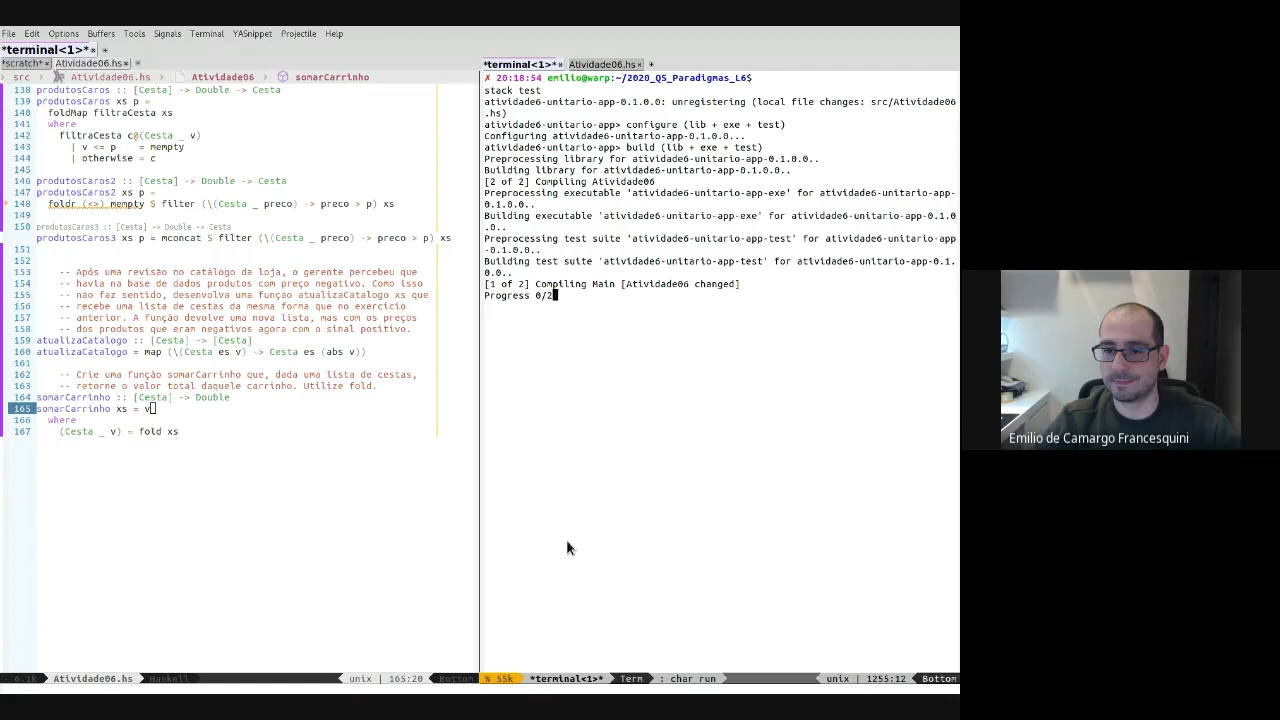 File Edit Options Buffers Tools Signals Terminal YASnippet Projectile Help
*terminal<1>*
*scratch* Atividade06.hs
src Atividade06.hs Atividade06 somarCarrinho
138 produtosCaros :: [Cesta] -> Double -> Cesta
139 produtosCaros xs p =
140 foldMap filtraCesta xs
141 where
142 filtraCesta c@(Cesta _ v)
143 | v <= p = mempty
144 | otherwise = c
145
146 produtosCaros2 :: [Cesta] -> Double -> Cesta
147 produtosCaros2 xs p =
148 foldr (<>) mempty $ filter (\(Cesta _ preco) -> preco > p) xs
149
150 produtosCaros3 :: [Cesta] -> Double -> Cesta
produtosCaros3 xs p = mconcat $ filter (\(Cesta _ preco) -> preco > p) xs
151
152
153 -- Após uma revisão no catálogo da loja, o gerente percebeu que
154 -- havia na base de dados produtos com preço negativo. Como isso
155 -- não faz sentido, desenvolva uma função atualizaCatalogo xs que
156 -- recebe uma lista de cestas da mesma forma que no exercício
157 -- anterior. A função devolve uma nova lista, mas com os preços
158 -- dos produtos que eram negativos agora com o sinal positivo.
159 atualizaCatalogo :: [Cesta] -> [Cesta]
160 atualizaCatalogo = map (\(Cesta es v) -> Cesta es (abs v))
161
162 -- Crie uma função somarCarrinho que, dada uma lista de cestas,
163 -- retorne o valor total daquele carrinho. Utilize fold.
164 somarCarrinho :: [Cesta] -> Double
165 somarCarrinho xs = v
166 where
167 (Cesta _ v) = fold xs
- 6.1k Atividade06.hs Haskell unix | 165:20 Bottom
*terminal<1>* Atividade06.hs
✗ 20:18:54 emilio@warp:~/2020_QS_Paradigmas_L6$
stack test
atividade6-unitario-app-0.1.0.0: unregistering (local file changes: src/Atividade06
.hs)
atividade6-unitario-app> configure (lib + exe + test)
Configuring atividade6-unitario-app-0.1.0.0...
atividade6-unitario-app> build (lib + exe + test)
Preprocessing library for atividade6-unitario-app-0.1.0.0..
Building library for atividade6-unitario-app-0.1.0.0..
[2 of 2] Compiling Atividade06
Preprocessing executable 'atividade6-unitario-app-exe' for atividade6-unitario-app-
0.1.0.0..
Building executable 'atividade6-unitario-app-exe' for atividade6-unitario-app-0.1.0
.0..
Preprocessing test suite 'atividade6-unitario-app-test' for atividade6-unitario-app
-0.1.0.0..
Building test suite 'atividade6-unitario-app-test' for atividade6-unitario-app-0.1.
0.0..
[1 of 2] Compiling Main [Atividade06 changed]
Progress 0/2
% 55k *terminal<1>* Term : char run unix | 1255:12 Bottom
Emilio de Camargo Francesquini